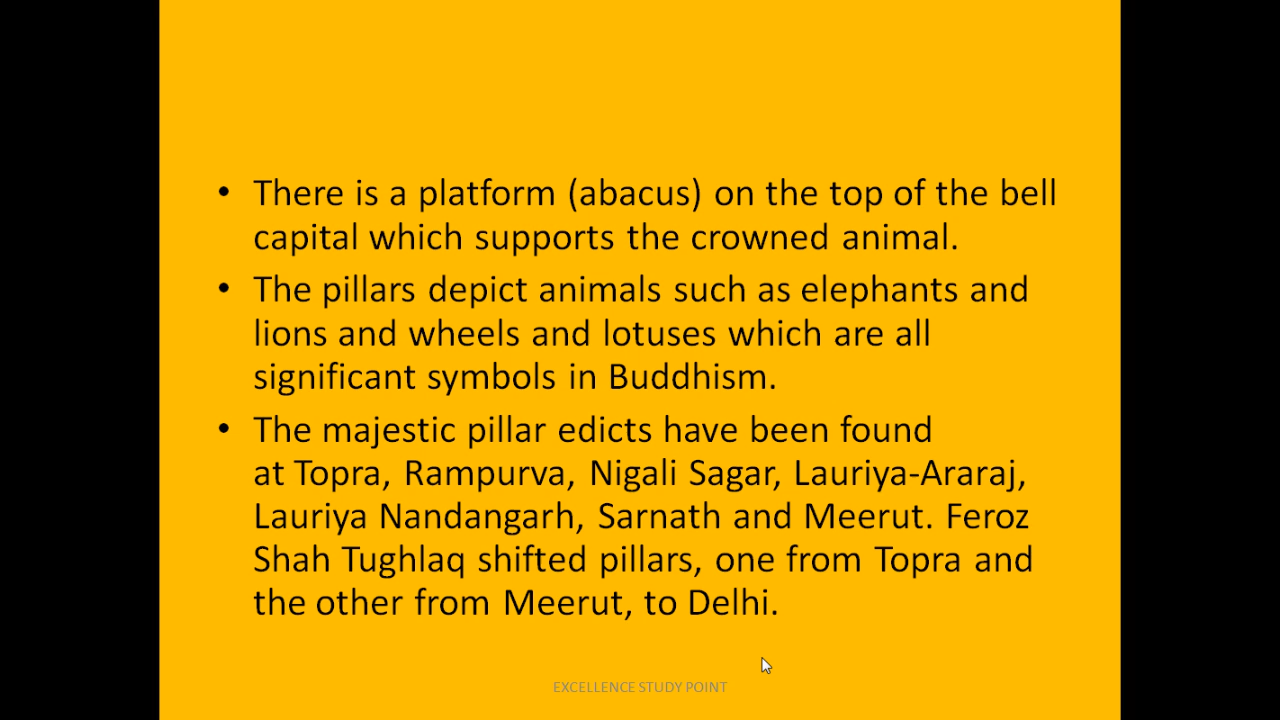 • There is a platform (abacus) on the top of the bell
capital which supports the crowned animal.
• The pillars depict animals such as elephants and
lions and wheels and lotuses which are all
significant symbols in Buddhism.
• The majestic pillar edicts have been found
at Topra, Rampurva, Nigali Sagar, Lauriya-Araraj,
Lauriya Nandangarh, Sarnath and Meerut. Feroz
Shah Tughlaq shifted pillars, one from Topra and
the other from Meerut, to Delhi.
EXCELLENCE STUDY POINT